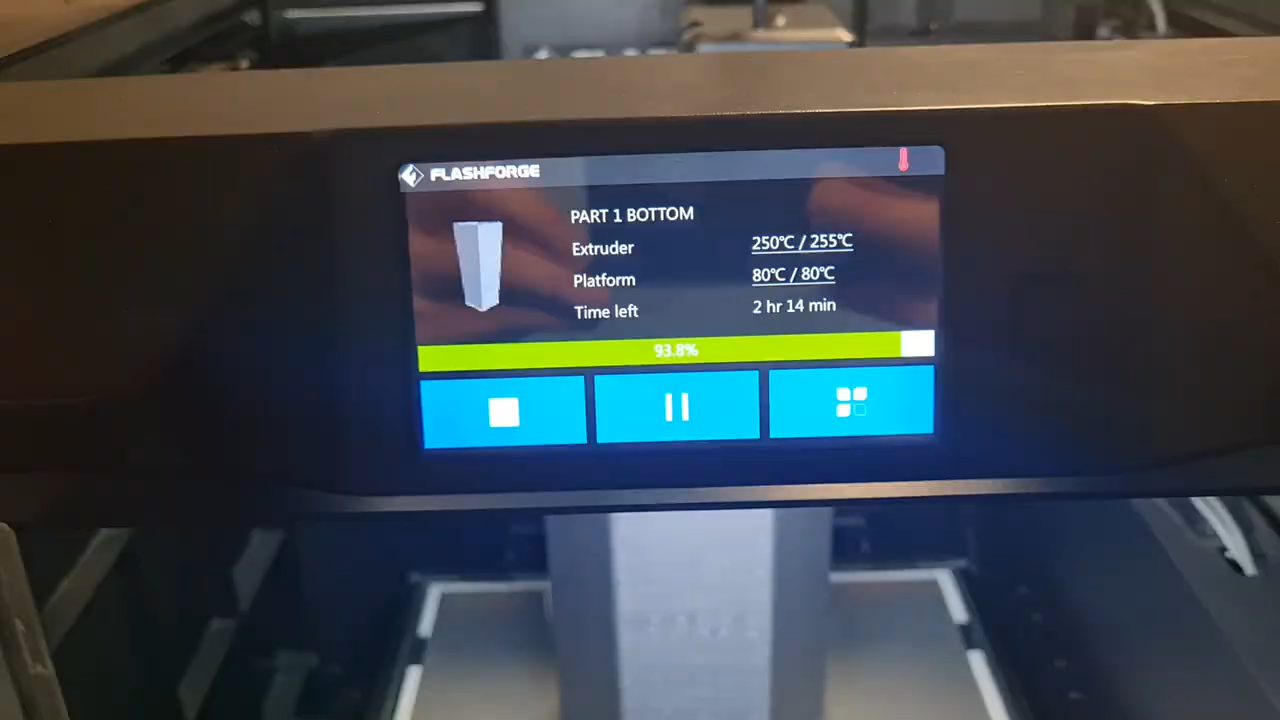 FLASHFORGE
PART 1 BOTTOM
Extruder 250℃ / 255℃
Platform 80℃ / 80℃
Time left 2 hr 14 min
93.8%